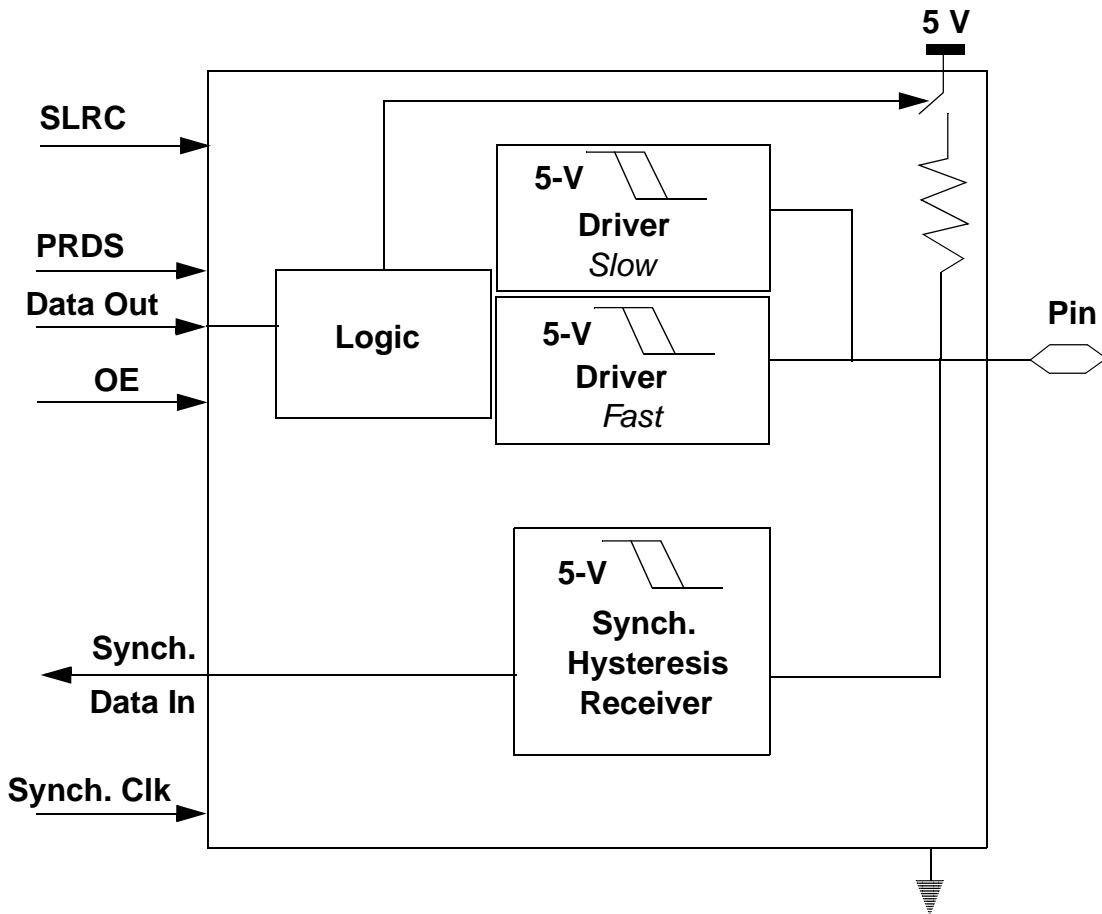 5 V
SLRC
5-V
Driver
Slow
PRDS
Data Out
Logic
5-V
Driver
Fast
Pin
OE
5-V
Synch.
Hysteresis
Receiver
Synch.
Data In
Synch. Clk